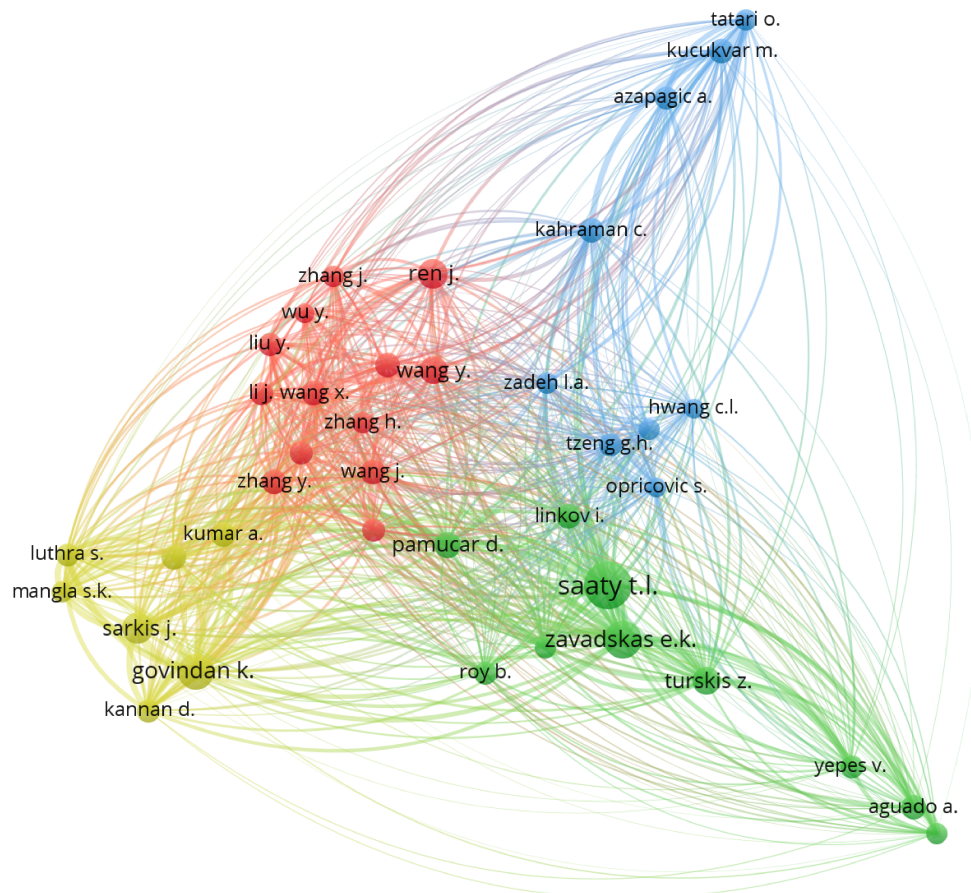 tatari o.
kucukvar m.
azapagic a.
kahraman c.
zhang j.
ren j.
wu y.
liu y.
wang y.
li j.
wang x.
zadeh l.a.
hwang c.l.
zhang h.
tzeng g.h.
wang j.
zhang y.
opricovic s.
linkov i.
kumar a.
pamucar d.
luthra s.
mangla s.k.
saaty t.l.
sarkis j.
zavadskas e.k.
govindan k.
roy b.
turskis z.
kannan d.
yepes v.
aguado a.